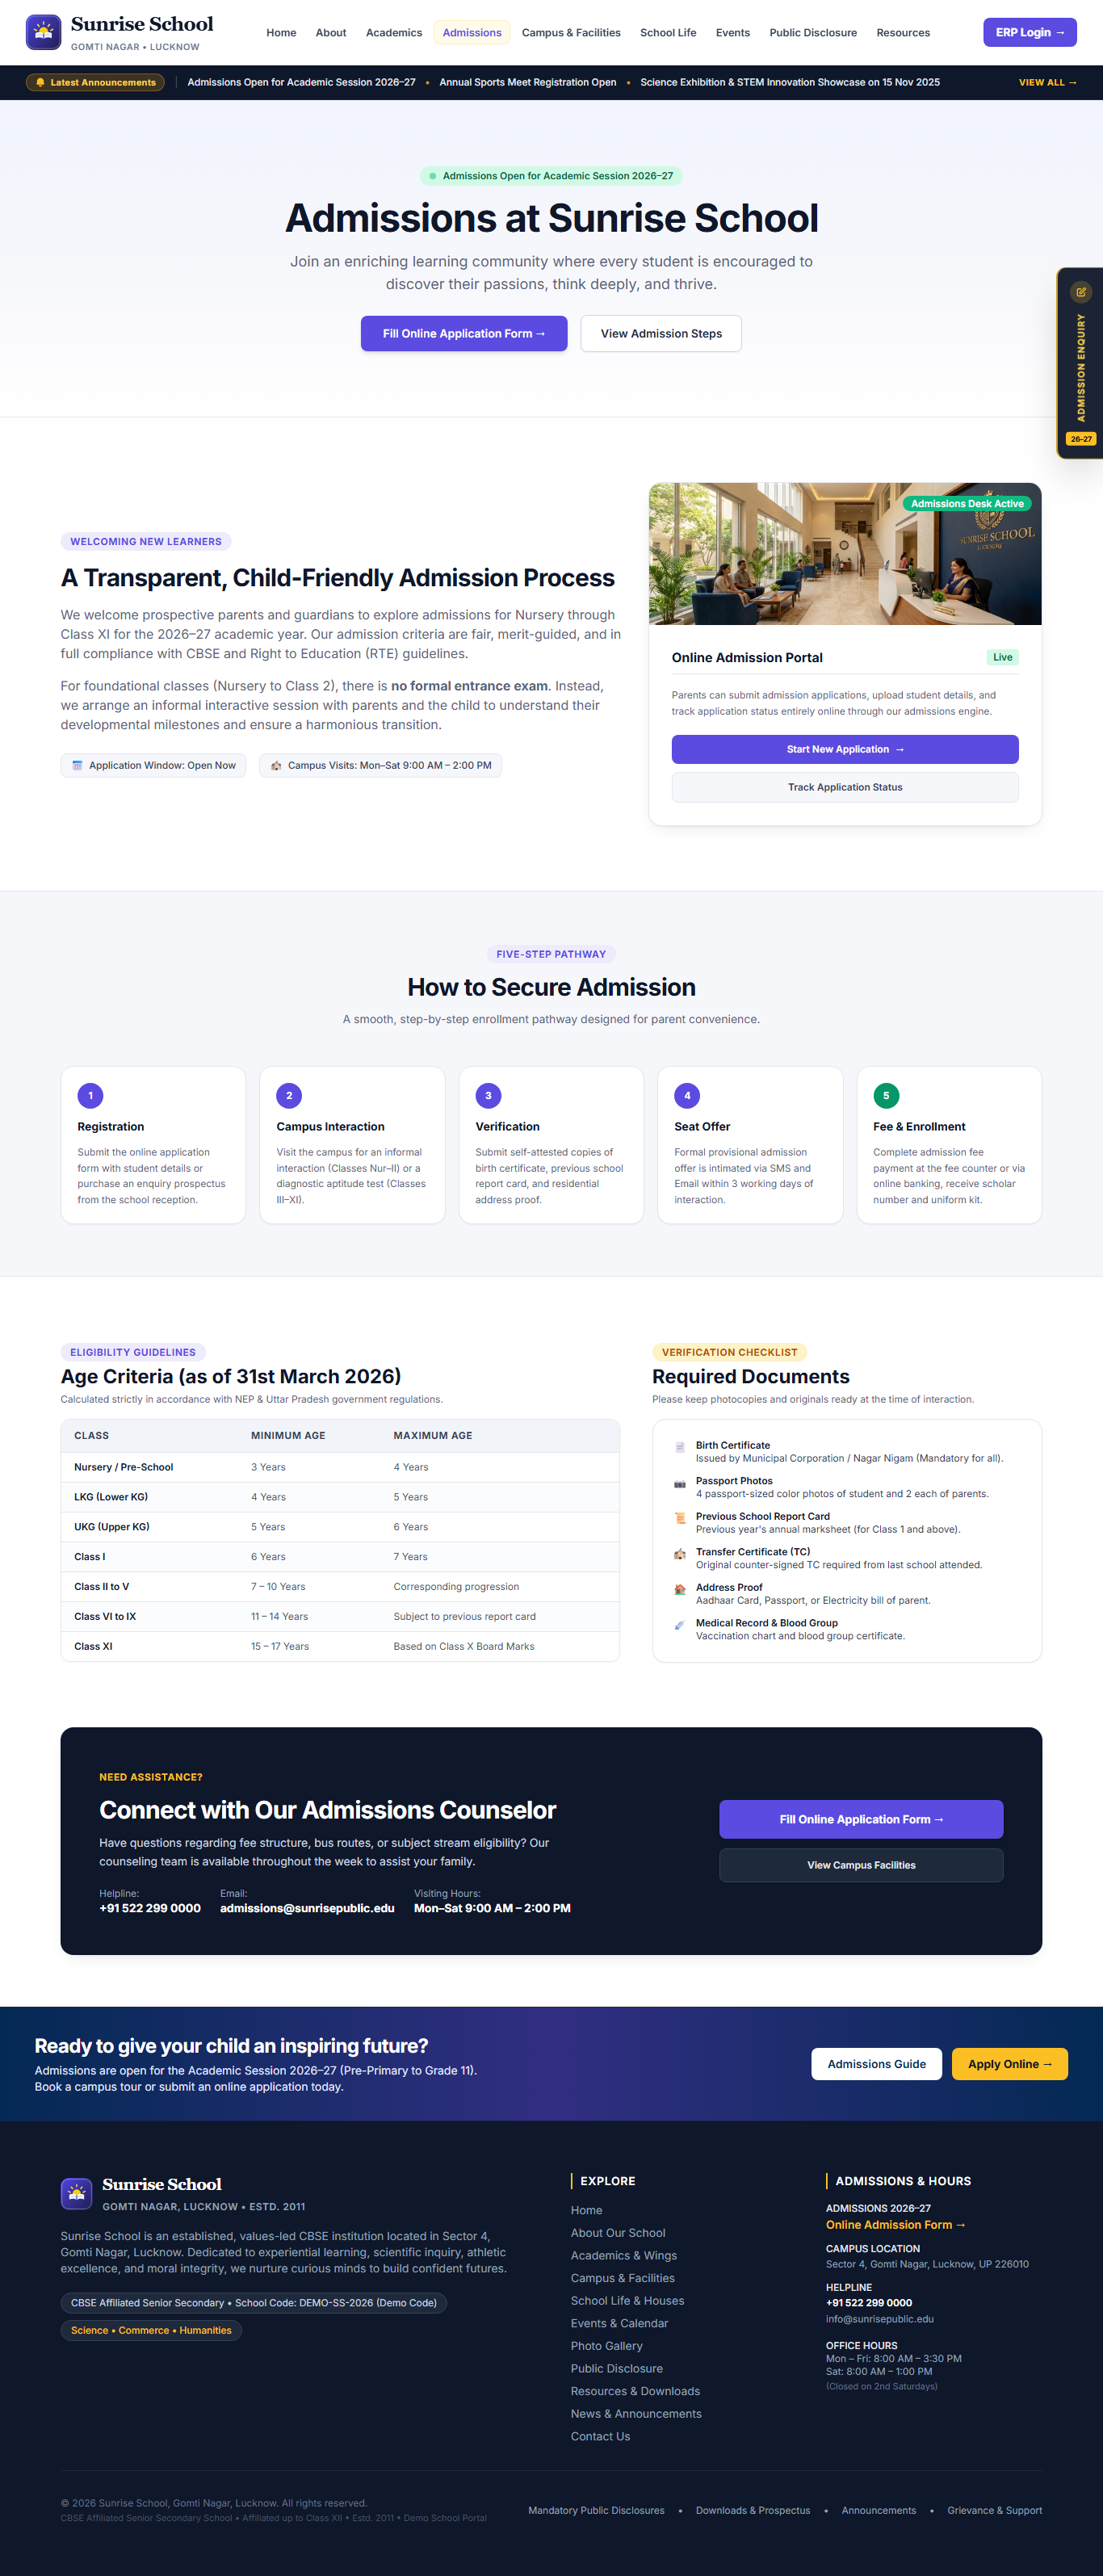 Sunrise School
GOMTI NAGAR • LUCKNOW
Home
About
Academics
Admissions
Campus & Facilities
School Life
Events
Public Disclosure
Resources
ERP Login →
Latest Announcements
Admissions Open for Academic Session 2026–27 • Annual Sports Meet Registration Open • Science Exhibition & STEM Innovation Showcase on 15 Nov 2025
VIEW ALL →
Admissions Open for Academic Session 2026–27
Admissions at Sunrise School
Join an enriching learning community where every student is encouraged to
discover their passions, think deeply, and thrive.
Fill Online Application Form →
View Admission Steps
ADMISSION ENQUIRY
26–27
WELCOMING NEW LEARNERS
A Transparent, Child-Friendly Admission Process
We welcome prospective parents and guardians to explore admissions for Nursery through
Class XI for the 2026–27 academic year. Our admission criteria are fair, merit-guided, and in
full compliance with CBSE and Right to Education (RTE) guidelines.
For foundational classes (Nursery to Class 2), there is no formal entrance exam. Instead,
we arrange an informal interactive session with parents and the child to understand their
developmental milestones and ensure a harmonious transition.
Application Window: Open Now
Campus Visits: Mon–Sat 9:00 AM – 2:00 PM
Admissions Desk Active
SUNRISE SCHOOL
LUCKNOW
Online Admission Portal
Live
Parents can submit admission applications, upload student details, and
track application status entirely online through our admissions engine.
Start New Application →
Track Application Status
FIVE-STEP PATHWAY
How to Secure Admission
A smooth, step-by-step enrollment pathway designed for parent convenience.
1
Registration
Submit the online application
form with student details or
purchase an enquiry prospectus
from the school reception.
2
Campus Interaction
Visit the campus for an informal
interaction (Classes Nur–II) or a
diagnostic aptitude test (Classes
III–XI).
3
Verification
Submit self-attested copies of
birth certificate, previous school
report card, and residential
address proof.
4
Seat Offer
Formal provisional admission
offer is intimated via SMS and
Email within 3 working days of
interaction.
5
Fee & Enrollment
Complete admission fee
payment at the fee counter or via
online banking, receive scholar
number and uniform kit.
ELIGIBILITY GUIDELINES
Age Criteria (as of 31st March 2026)
Calculated strictly in accordance with NEP & Uttar Pradesh government regulations.
CLASS MINIMUM AGE MAXIMUM AGE
Nursery / Pre-School 3 Years 4 Years
LKG (Lower KG) 4 Years 5 Years
UKG (Upper KG) 5 Years 6 Years
Class I 6 Years 7 Years
Class II to V 7 – 10 Years Corresponding progression
Class VI to IX 11 – 14 Years Subject to previous report card
Class XI 15 – 17 Years Based on Class X Board Marks
VERIFICATION CHECKLIST
Required Documents
Please keep photocopies and originals ready at the time of interaction.
Birth Certificate
Issued by Municipal Corporation / Nagar Nigam (Mandatory for all).
Passport Photos
4 passport-sized color photos of student and 2 each of parents.
Previous School Report Card
Previous year's annual marksheet (for Class 1 and above).
Transfer Certificate (TC)
Original counter-signed TC required from last school attended.
Address Proof
Aadhaar Card, Passport, or Electricity bill of parent.
Medical Record & Blood Group
Vaccination chart and blood group certificate.
NEED ASSISTANCE?
Connect with Our Admissions Counselor
Have questions regarding fee structure, bus routes, or subject stream eligibility? Our
counseling team is available throughout the week to assist your family.
Helpline:
+91 522 299 0000
Email:
admissions@sunrisepublic.edu
Visiting Hours:
Mon–Sat 9:00 AM – 2:00 PM
Fill Online Application Form →
View Campus Facilities
Ready to give your child an inspiring future?
Admissions are open for the Academic Session 2026–27 (Pre-Primary to Grade 11).
Book a campus tour or submit an online application today.
Admissions Guide
Apply Online →
Sunrise School
GOMTI NAGAR, LUCKNOW • ESTD. 2011
Sunrise School is an established, values-led CBSE institution located in Sector 4,
Gomti Nagar, Lucknow. Dedicated to experiential learning, scientific inquiry, athletic
excellence, and moral integrity, we nurture curious minds to build confident futures.
CBSE Affiliated Senior Secondary • School Code: DEMO-SS-2026 (Demo Code)
Science • Commerce • Humanities
EXPLORE
Home
About Our School
Academics & Wings
Campus & Facilities
School Life & Houses
Events & Calendar
Photo Gallery
Public Disclosure
Resources & Downloads
News & Announcements
Contact Us
ADMISSIONS & HOURS
ADMISSIONS 2026–27
Online Admission Form →
CAMPUS LOCATION
Sector 4, Gomti Nagar, Lucknow, UP 226010
HELPLINE
+91 522 299 0000
info@sunrisepublic.edu
OFFICE HOURS
Mon – Fri: 8:00 AM – 3:30 PM
Sat: 8:00 AM – 1:00 PM
(Closed on 2nd Saturdays)
© 2026 Sunrise School, Gomti Nagar, Lucknow. All rights reserved.
CBSE Affiliated Senior Secondary School • Affiliated up to Class XII • Estd. 2011 • Demo School Portal
Mandatory Public Disclosures • Downloads & Prospectus • Announcements • Grievance & Support